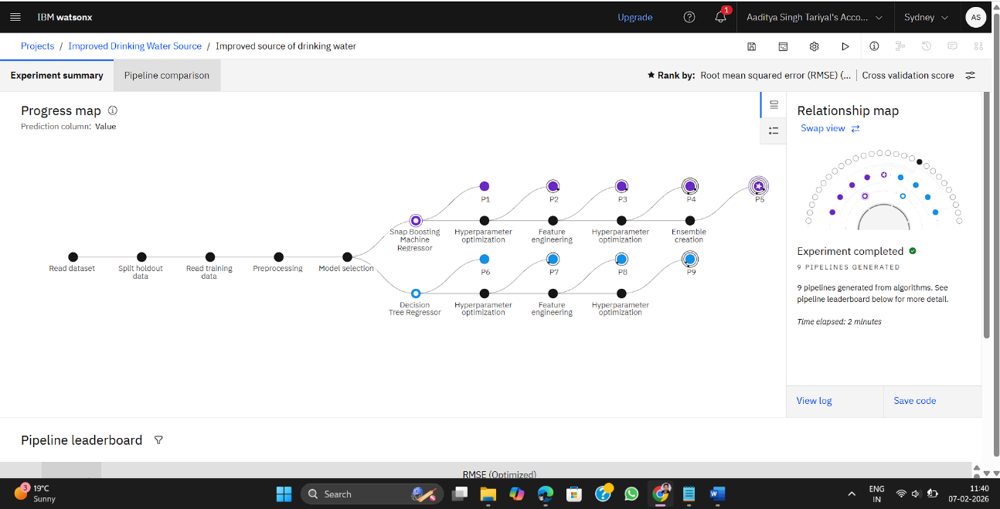 IBM watsonx
Upgrade
1
Aaditya Singh Tariyal's Acco...
Sydney
AS
Projects / Improved Drinking Water Source / Improved source of drinking water
Experiment summary
Pipeline comparison
Rank by: Root mean squared error (RMSE) (... | Cross validation score
Progress map
Prediction column: Value
P1
P2
P3
P4
P5
Snap Boosting
Machine
Regressor
Hyperparameter
optimization
Feature
engineering
Hyperparameter
optimization
Ensemble
creation
Read dataset
Split holdout
data
Read training
data
Preprocessing
Model selection
P6
P7
P8
P9
Decision
Tree Regressor
Hyperparameter
optimization
Feature
engineering
Hyperparameter
optimization
Relationship map
Swap view
Experiment completed
9 PIPELINES GENERATED
9 pipelines generated from algorithms. See
pipeline leaderboard below for more detail.
Time elapsed: 2 minutes
View log
Save code
Pipeline leaderboard
RMSE (Optimized)
3
19°C
Sunny
Search
ENG
IN
11:40
07-02-2026